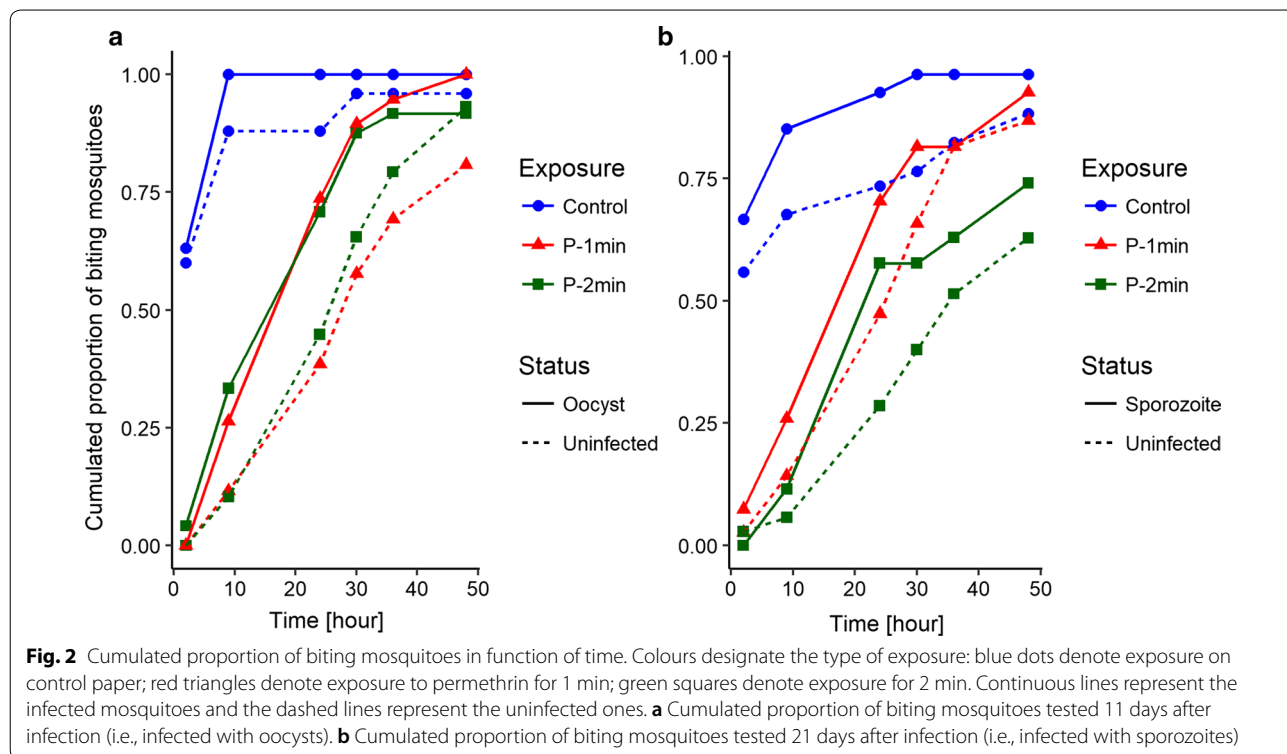 a
Cumulated proportion of biting mosquitoes
1.00
0.75
0.50
0.25
0.00
0 10 20 30 40 50
Time [hour]
Exposure
Control
P-1min
P-2min
Status
Oocyst
Uninfected
b
1.00
0.75
0.50
0.25
0.00
0 10 20 30 40 50
Time [hour]
Exposure
Control
P-1min
P-2min
Status
Sporozoite
Uninfected
Fig. 2 Cumulated proportion of biting mosquitoes in function of time. Colours designate the type of exposure: blue dots denote exposure on
control paper; red triangles denote exposure to permethrin for 1 min; green squares denote exposure for 2 min. Continuous lines represent the
infected mosquitoes and the dashed lines represent the uninfected ones. a Cumulated proportion of biting mosquitoes tested 11 days after
infection (i.e., infected with oocysts). b Cumulated proportion of biting mosquitoes tested 21 days after infection (i.e., infected with sporozoites)